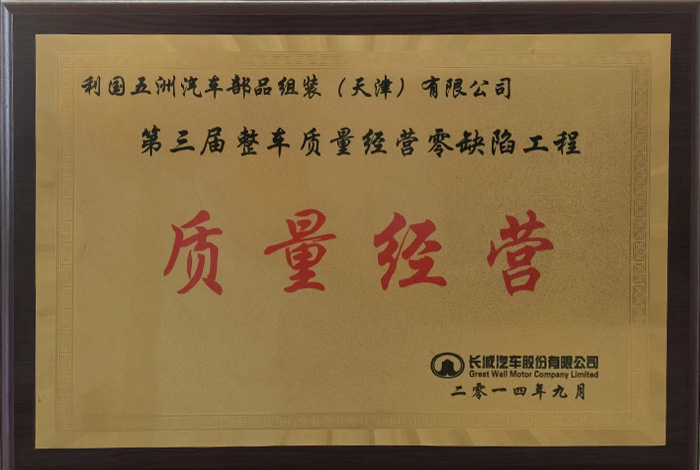 利国五洲汽车部品组装（天津）有限公司
第三届整车质量经营零缺陷工程
质量经营
长城汽车股份有限公司
Great Wall Motor Company Limited
二零一四年九月